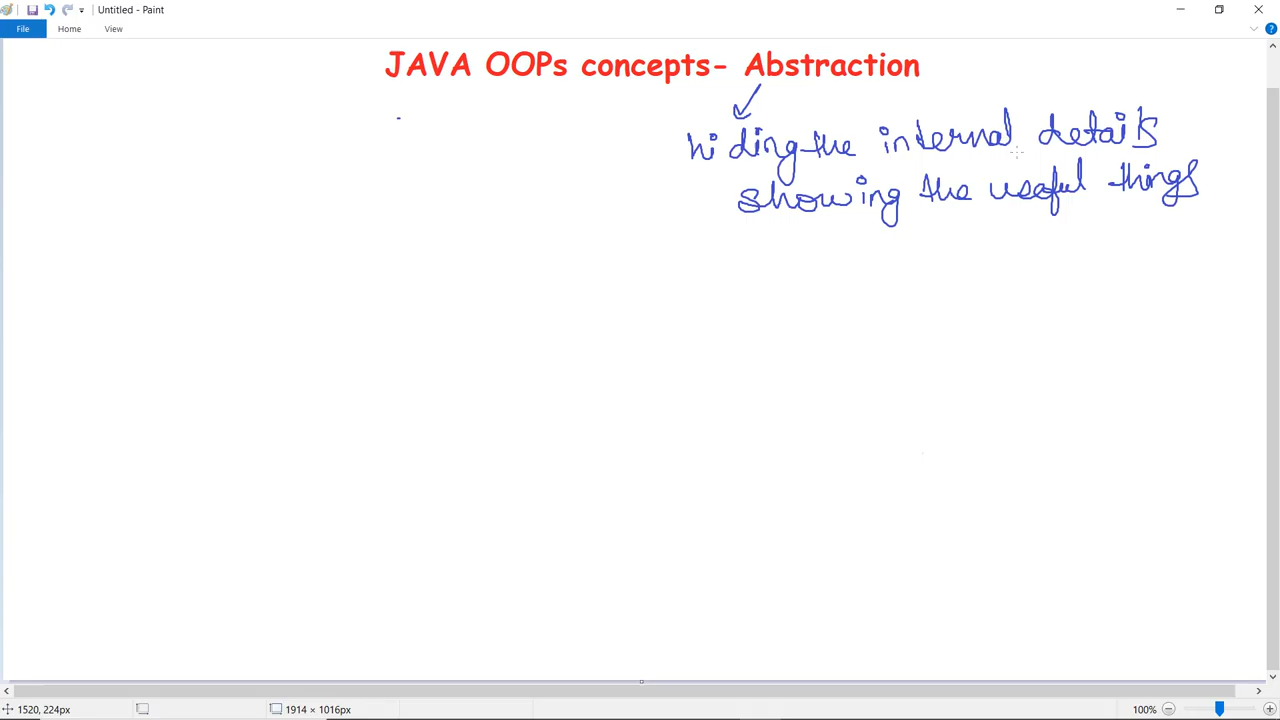 Untitled - Paint
File Home View
JAVA OOPs concepts- Abstraction
hiding the internal details
showing the useful things
1520, 224px 1914 × 1016px 100%